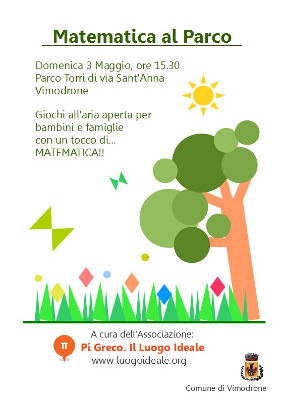 Matematica al Parco
Domenica 3 Maggio, ore 15.30
Parco Torri di via Sant'Anna
Vimodrone
Giochi all'aria aperta per
bambini e famiglie
con un tocco di...
MATEMATICA!!
A cura dell'Associazione:
π
Pi Greco. Il Luogo Ideale
www.luogoideale.org
Comune di Vimodrone